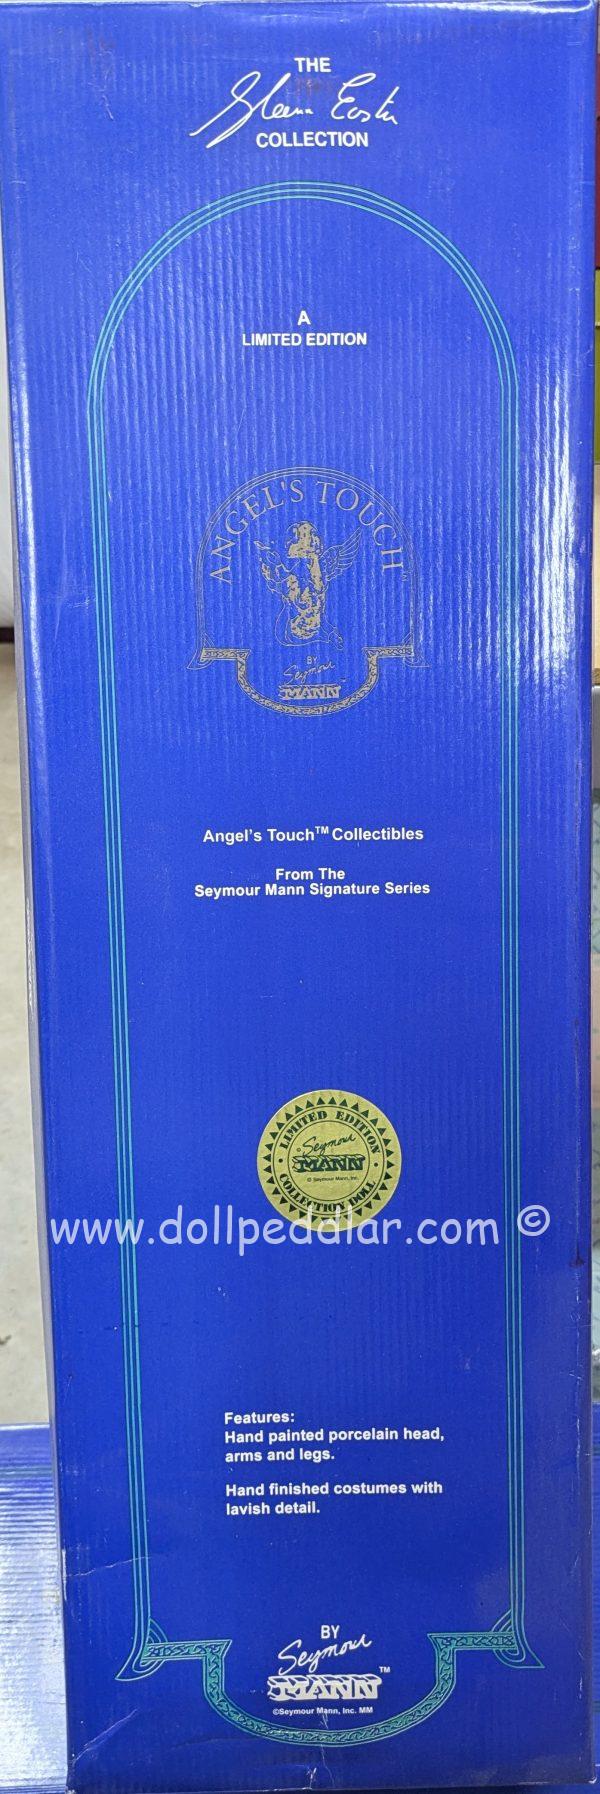 THE
COLLECTION
A
LIMITED EDITION
ANGEL'S TOUCH
BY
Seymour
MANN™
Angel's Touch™ Collectibles
From The
Seymour Mann Signature Series
LIMITED EDITION
© Seymour
MANN
© Seymour Mann, Inc.
COLLECTION DOLL
www.dollpeddlar.com ©
Features:
Hand painted porcelain head,
arms and legs.
Hand finished costumes with
lavish detail.
BY
Seymour
MANN™
©Seymour Mann, Inc. MM